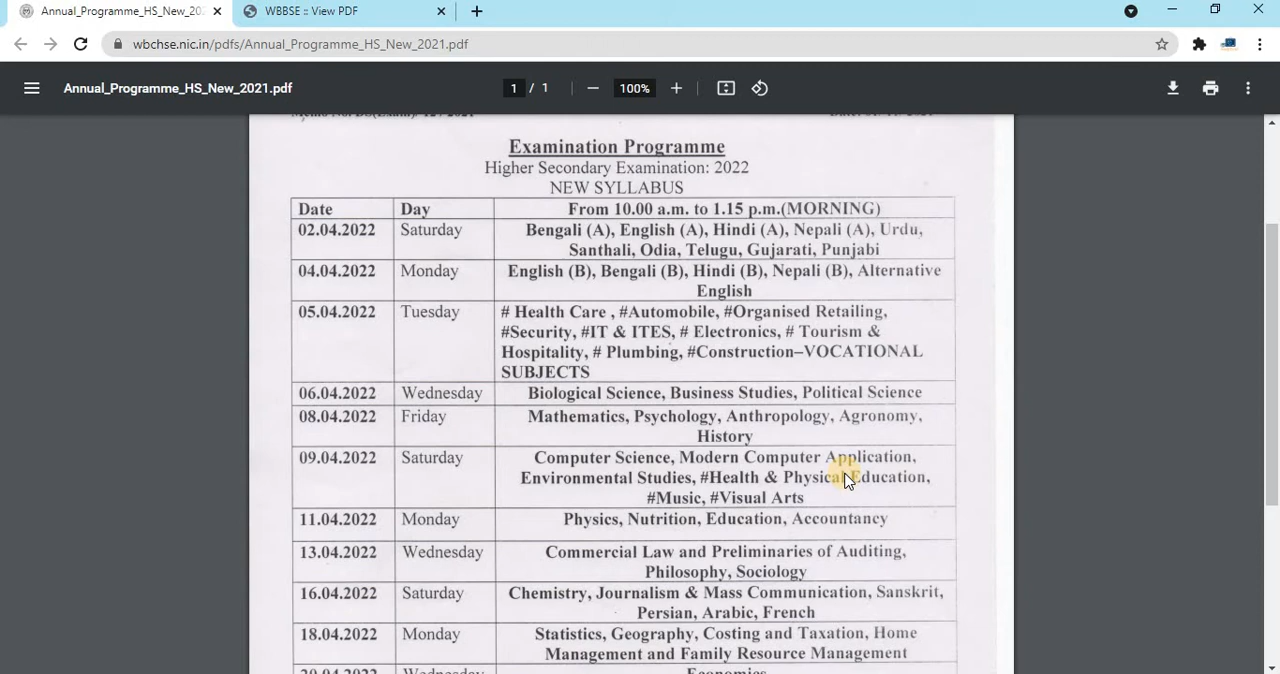 Annual_Programme_HS_New_20
WBBSE :: View PDF
wbchse.nic.in/pdfs/Annual_Programme_HS_New_2021.pdf
Annual_Programme_HS_New_2021.pdf
1 / 1
100%
Examination Programme
Higher Secondary Examination: 2022
NEW SYLLABUS
Date Day From 10.00 a.m. to 1.15 p.m.(MORNING)
02.04.2022 Saturday Bengali (A), English (A), Hindi (A), Nepali (A), Urdu,
Santhali, Odia, Telugu, Gujarati, Punjabi
04.04.2022 Monday English (B), Bengali (B), Hindi (B), Nepali (B), Alternative
English
05.04.2022 Tuesday # Health Care , #Automobile, #Organised Retailing,
#Security, #IT & ITES, # Electronics, # Tourism &
Hospitality, # Plumbing, #Construction–VOCATIONAL
SUBJECTS
06.04.2022 Wednesday Biological Science, Business Studies, Political Science
08.04.2022 Friday Mathematics, Psychology, Anthropology, Agronomy,
History
09.04.2022 Saturday Computer Science, Modern Computer Application,
Environmental Studies, #Health & Physical Education,
#Music, #Visual Arts
11.04.2022 Monday Physics, Nutrition, Education, Accountancy
13.04.2022 Wednesday Commercial Law and Preliminaries of Auditing,
Philosophy, Sociology
16.04.2022 Saturday Chemistry, Journalism & Mass Communication, Sanskrit,
Persian, Arabic, French
18.04.2022 Monday Statistics, Geography, Costing and Taxation, Home
Management and Family Resource Management
20.04.2022 Wednesday Economics